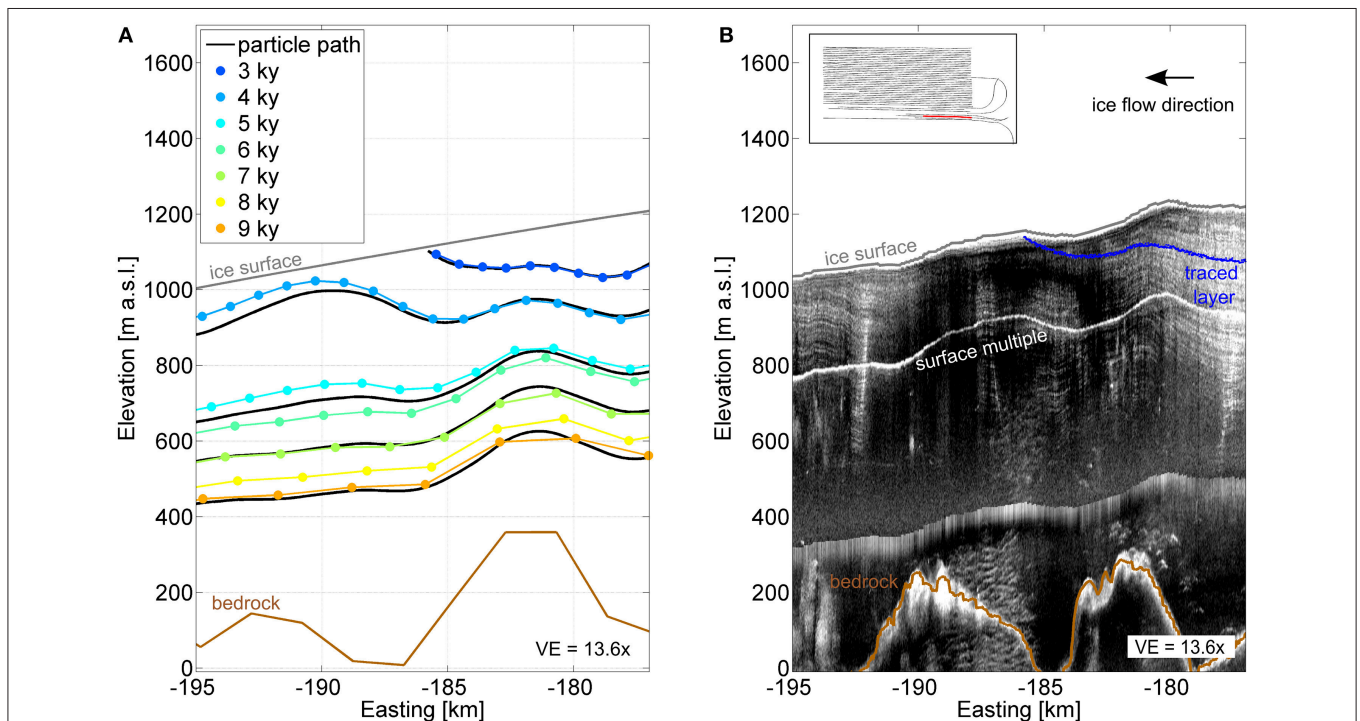 A
1600
1400
1200
1000
800
600
400
200
0
Elevation [m a.s.l.]
particle path
3 ky
4 ky
5 ky
6 ky
7 ky
8 ky
9 ky
ice surface
bedrock
VE = 13.6x
-195
-190
-185
-180
Easting [km]
B
1600
1400
1200
1000
800
600
400
200
0
Elevation [m a.s.l.]
ice flow direction
ice surface
traced
layer
surface multiple
bedrock
VE = 13.6x
-195
-190
-185
-180
Easting [km]